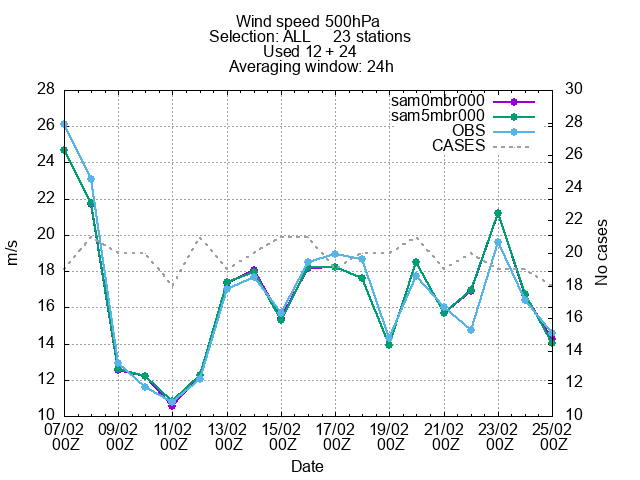 Wind speed 500hPa
Selection: ALL 23 stations
Used 12 + 24
Averaging window: 24h
sam0mbr000
sam5mbr000
OBS
CASES
m/s
28
26
24
22
20
18
16
14
12
10
30
28
26
24
22
20
18
16
14
12
10
No cases
07/02 09/02 11/02 13/02 15/02 17/02 19/02 21/02 23/02 25/02
00Z 00Z 00Z 00Z 00Z 00Z 00Z 00Z 00Z 00Z
Date